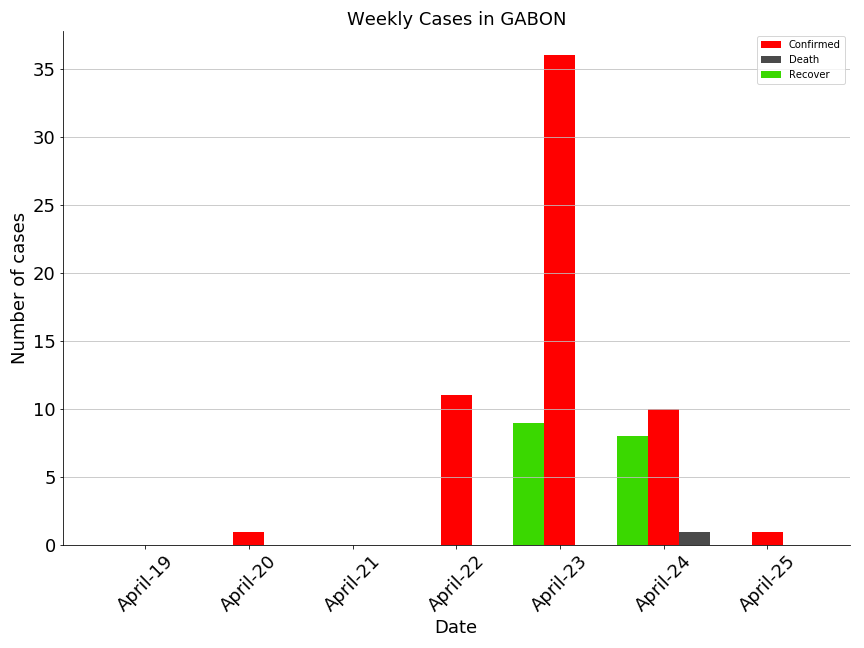 Weekly Cases in GABON
Confirmed
Death
Recover
35
30
25
20
15
10
5
0
Number of cases
April-19
April-20
April-21
April-22
April-23
April-24
April-25
Date